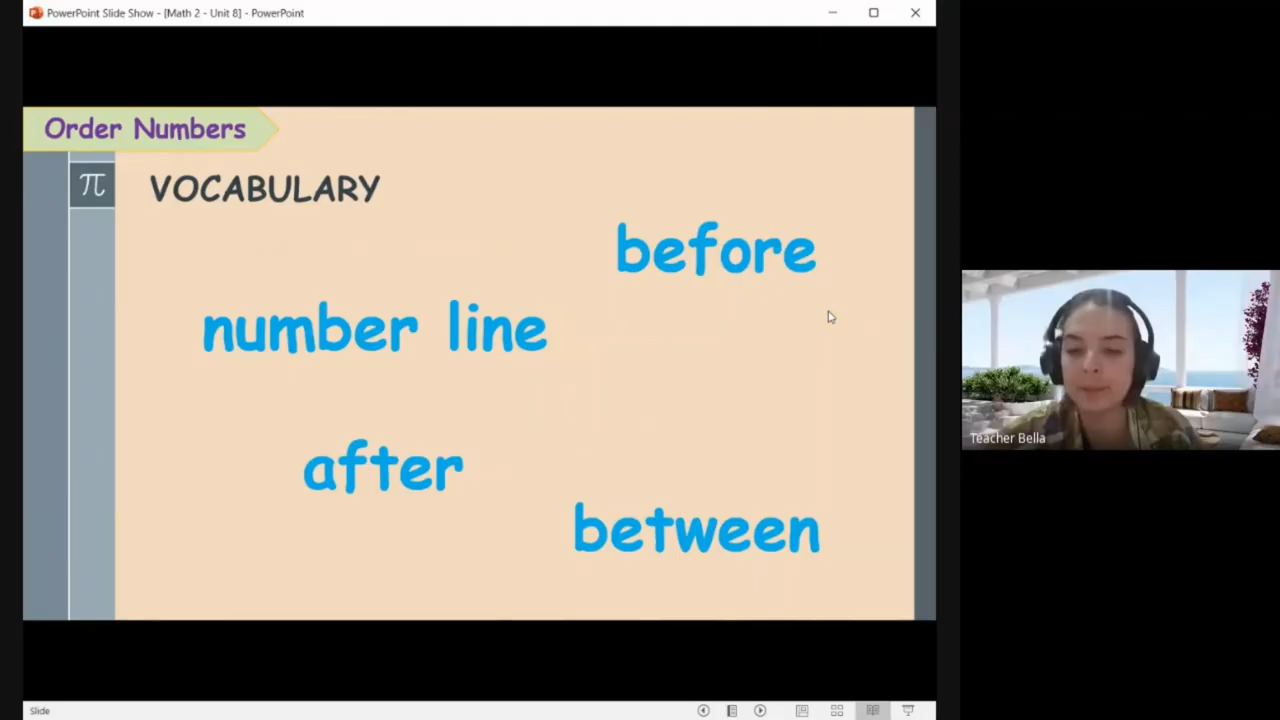 PowerPoint Slide Show - [Math 2 - Unit 8] - PowerPoint
Order Numbers
π
VOCABULARY
before
number line
after
between
Teacher Bella
Slide